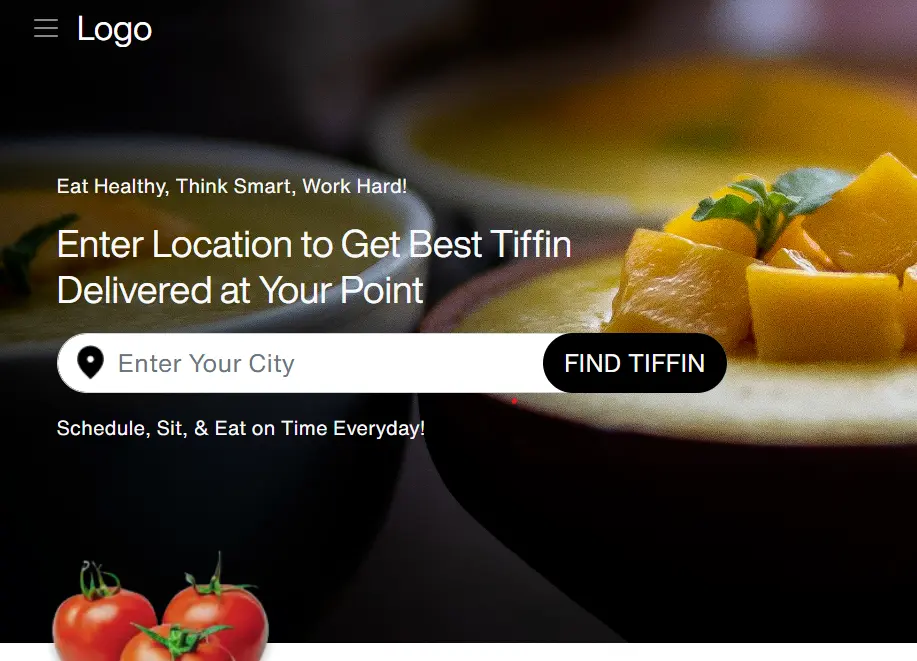 Logo
Eat Healthy, Think Smart, Work Hard!
Enter Location to Get Best Tiffin
Delivered at Your Point
Enter Your City
FIND TIFFIN
Schedule, Sit, & Eat on Time Everyday!